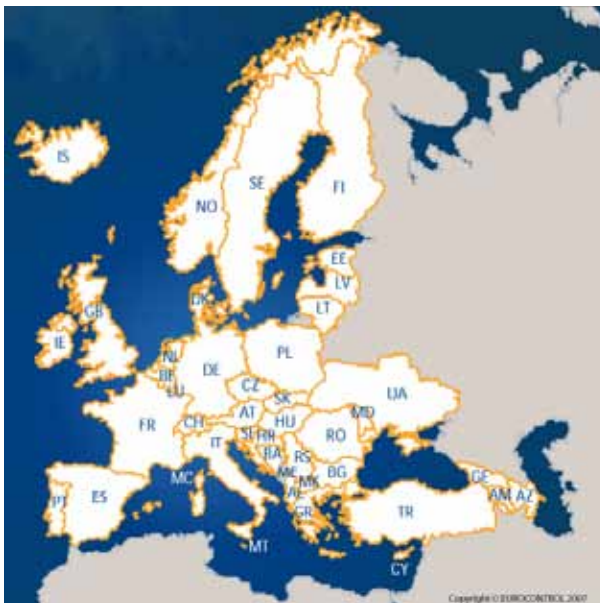 IS
NO
SE
FI
EE
LV
LT
DK
GB
IE
NL
BE
LU
DE
PL
CZ
SK
UA
FR
CH
AT
HU
MD
RO
IT
SI
HR
BA
RS
ME
MK
BG
AL
GR
MC
PT
ES
MT
TR
CY
GE
AM
AZ
Copyright © EUROCONTROL 2007